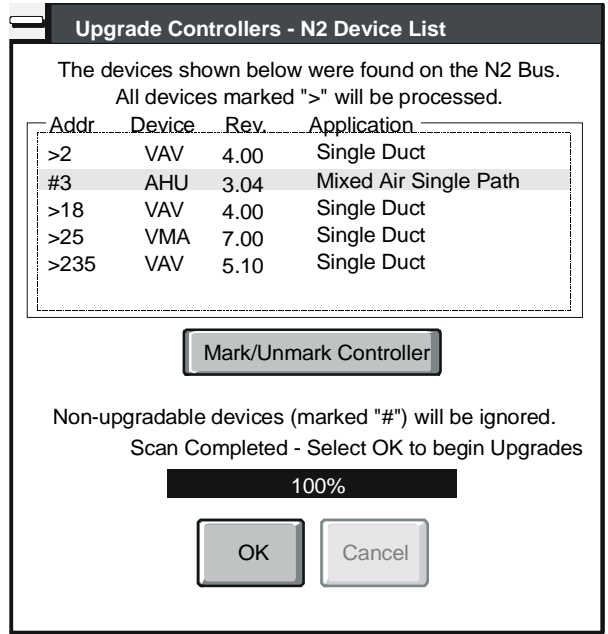 Upgrade Controllers - N2 Device List
The devices shown below were found on the N2 Bus.
All devices marked ">" will be processed.
Addr Device Rev. Application
>2 VAV 4.00 Single Duct
#3 AHU 3.04 Mixed Air Single Path
>18 VAV 4.00 Single Duct
>25 VMA 7.00 Single Duct
>235 VAV 5.10 Single Duct
Mark/Unmark Controller
Non-upgradable devices (marked "#") will be ignored.
Scan Completed - Select OK to begin Upgrades
100%
OK Cancel